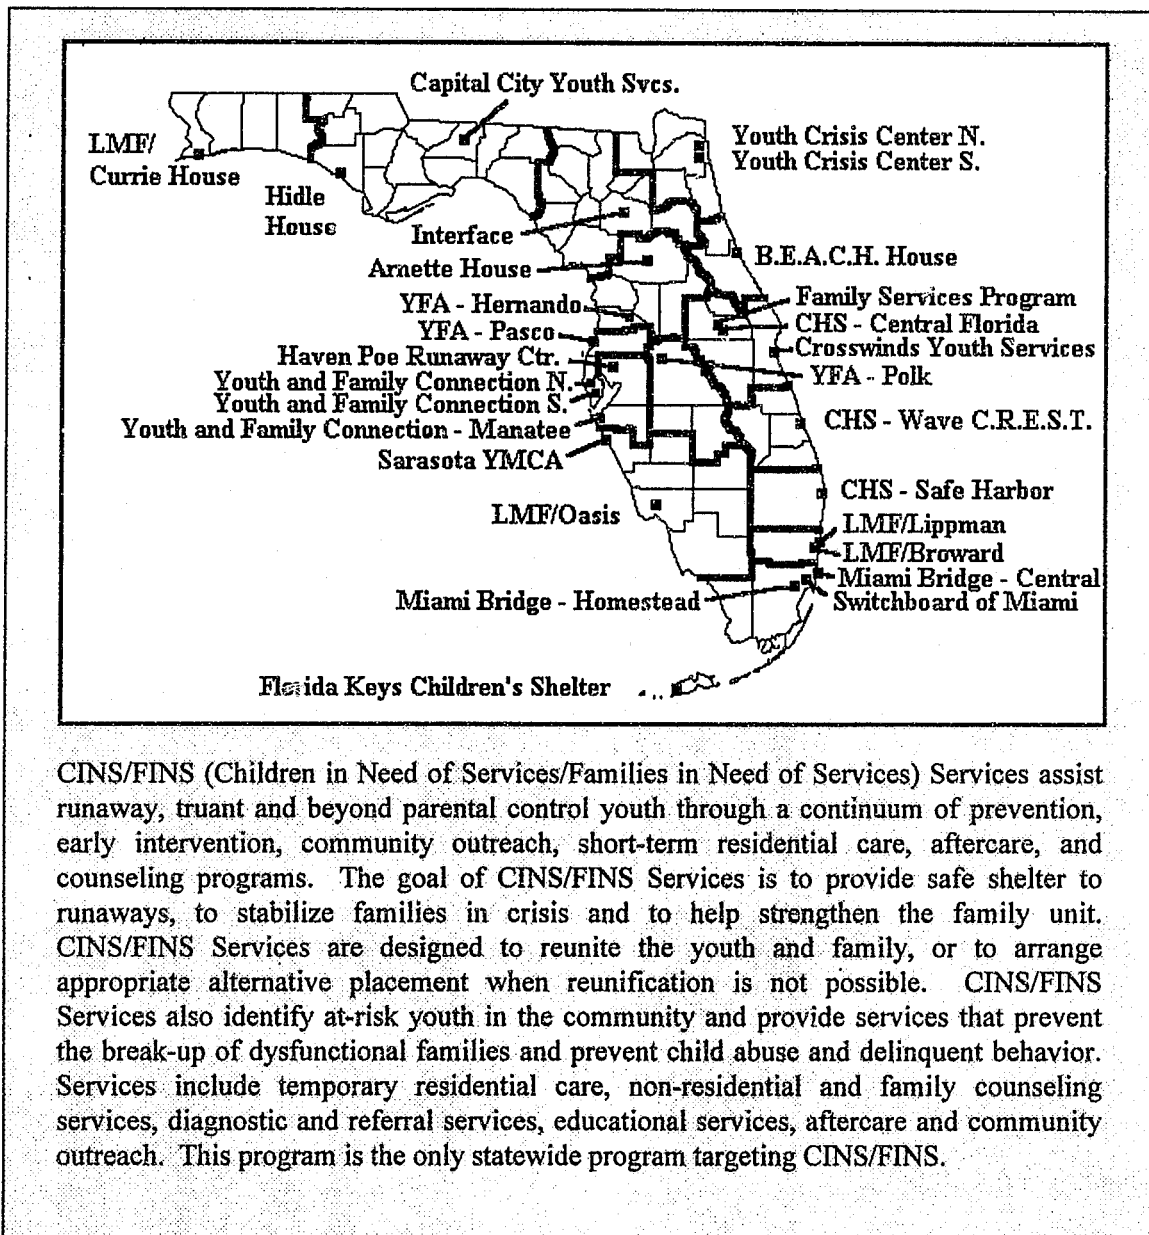 Capital City Youth Svcs.
LMF/
Currie House
Hidle
House
Youth Crisis Center N.
Youth Crisis Center S.
Interface
Arnette House
B.E.A.C.H. House
YFA - Hernando
YFA - Pasco
Haven Poe Runaway Ctr.
Youth and Family Connection N.
Youth and Family Connection S.
Youth and Family Connection - Manatee
Sarasota YMCA
Family Services Program
CHS - Central Florida
Crosswinds Youth Services
YFA - Polk
CHS - Wave C.R.E.S.T.
LMF/Oasis
CHS - Safe Harbor
LMF/Lippman
LMF/Broward
Miami Bridge - Central
Switchboard of Miami
Miami Bridge - Homestead
Florida Keys Children's Shelter
CINS/FINS (Children in Need of Services/Families in Need of Services) Services assist
runaway, truant and beyond parental control youth through a continuum of prevention,
early intervention, community outreach, short-term residential care, aftercare, and
counseling programs. The goal of CINS/FINS Services is to provide safe shelter to
runaways, to stabilize families in crisis and to help strengthen the family unit.
CINS/FINS Services are designed to reunite the youth and family, or to arrange
appropriate alternative placement when reunification is not possible. CINS/FINS
Services also identify at-risk youth in the community and provide services that prevent
the break-up of dysfunctional families and prevent child abuse and delinquent behavior.
Services include temporary residential care, non-residential and family counseling
services, diagnostic and referral services, educational services, aftercare and community
outreach. This program is the only statewide program targeting CINS/FINS.